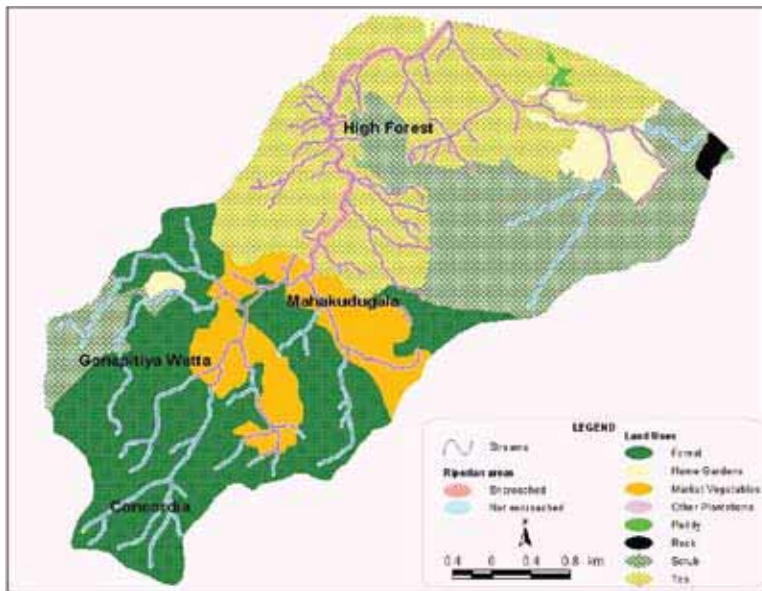 High Forest
Mahakudugala
Gonapitiya Watta
Concordia
LEGEND
Streams
Riparian areas
Encroached
Not encroached
Land Uses
Forest
Home Gardens
Market Vegetables
Other Plantations
Paddy
Rock
Scrub
Tea
N
0.4 0 0.4 0.8 km